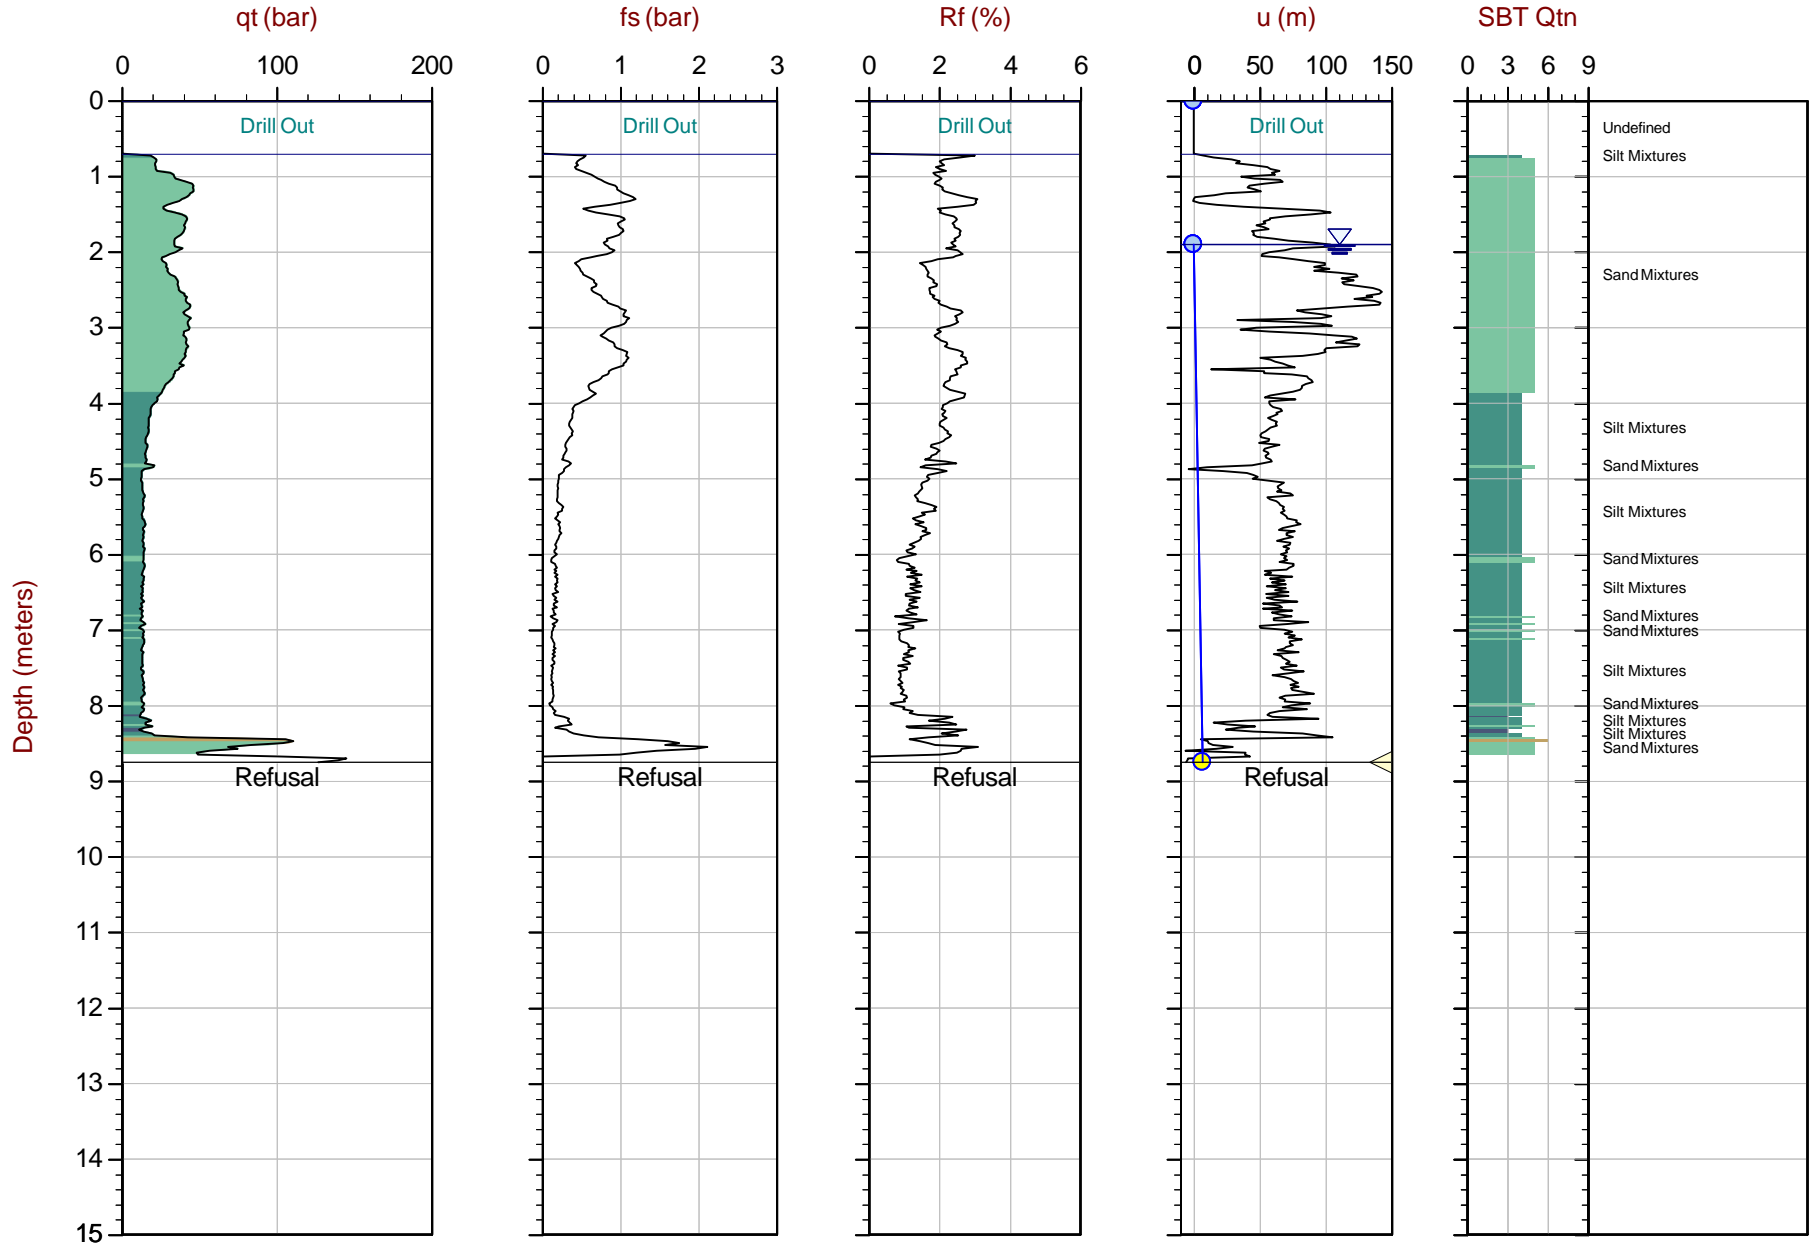 qt (bar) fs (bar) Rf (%) u (m) SBT Qtn
0 100 200 0 1 2 3 0 2 4 6 0 50 100 150 0 3 6 9
0
Drill Out Drill Out Drill Out Drill Out Undefined
Silt Mixtures
1
2
Sand Mixtures
3
4
Silt Mixtures
Sand Mixtures
5
Silt Mixtures
6
Sand Mixtures
Silt Mixtures
Sand Mixtures
7
Sand Mixtures
Silt Mixtures
8
Sand Mixtures
Silt Mixtures
Silt Mixtures
Sand Mixtures
Refusal Refusal Refusal Refusal
9
10
11
12
13
14
15
Depth (meters)